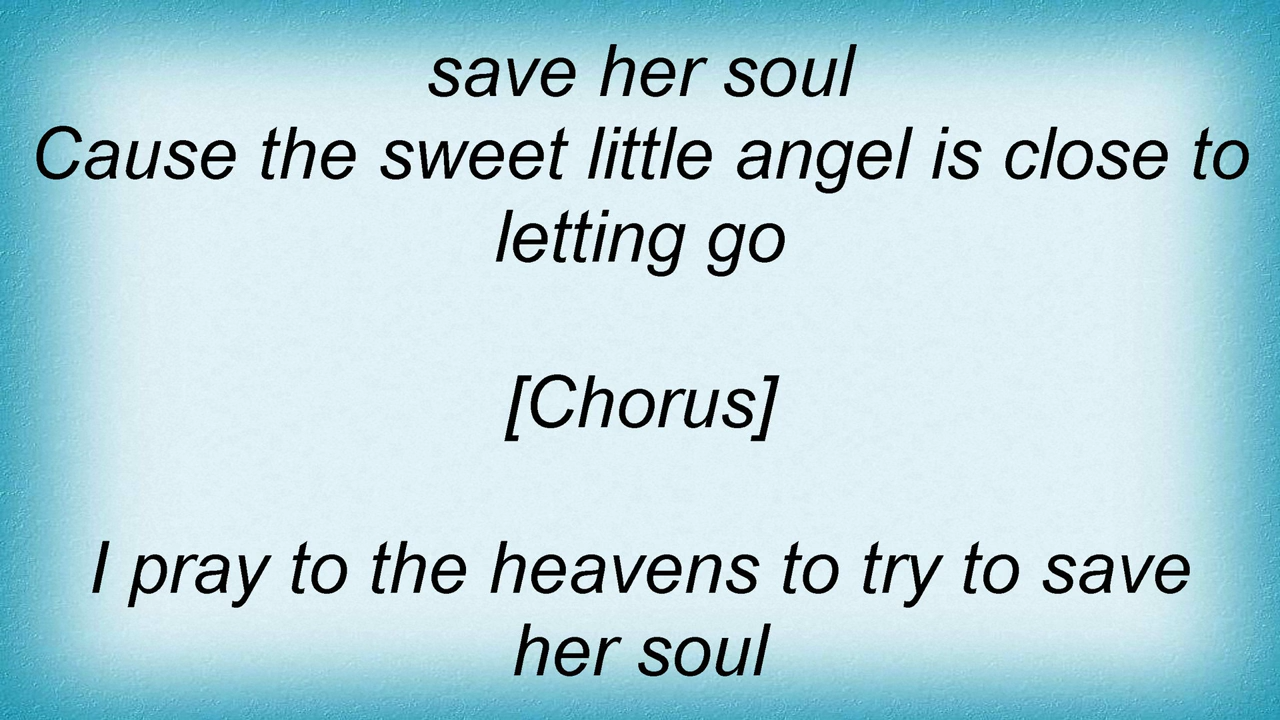 save her soul
Cause the sweet little angel is close to
letting go
[Chorus]
I pray to the heavens to try to save
her soul